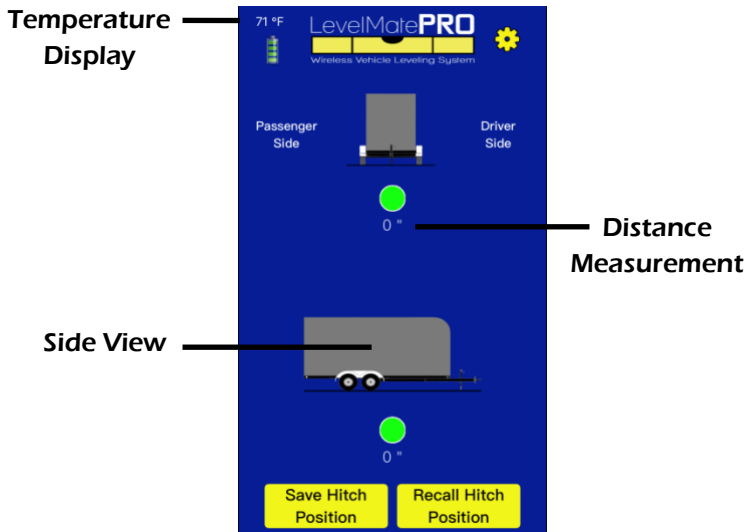 Temperature
Display
71 °F
LevelMatePRO
Wireless Vehicle Leveling System
Passenger
Side
Driver
Side
0 "
Distance
Measurement
Side View
0 "
Save Hitch
Position
Recall Hitch
Position